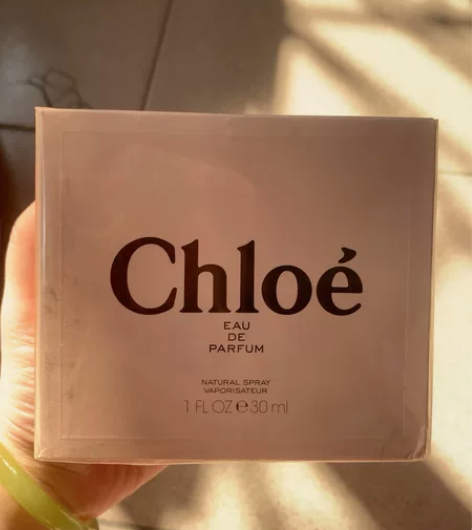 Chloé
EAU
DE
PARFUM
NATURAL SPRAY
VAPORISATEUR
1 FL OZ ℮ 30 ml